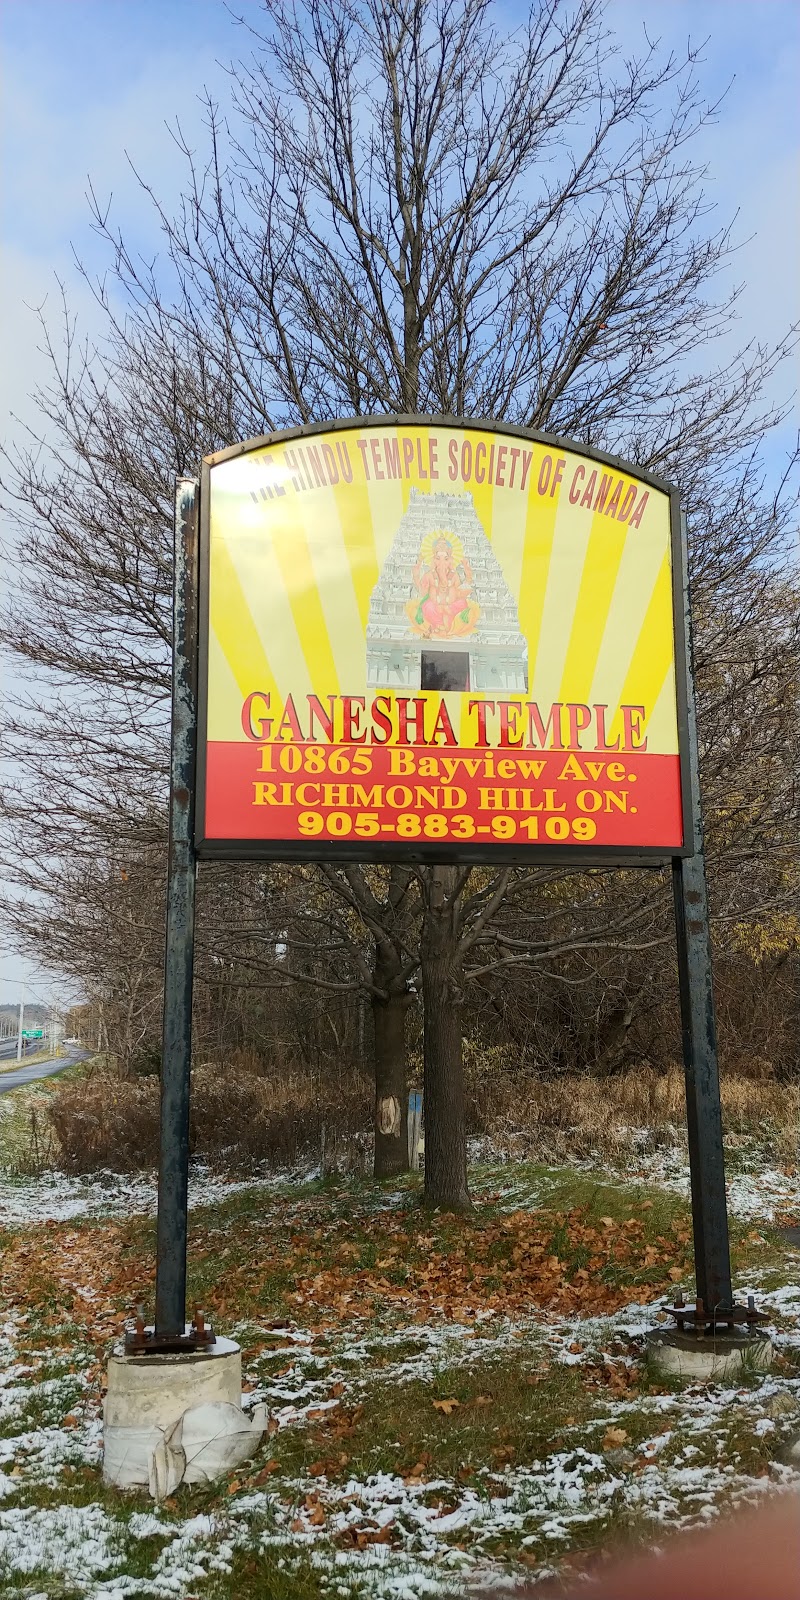 THE HINDU TEMPLE SOCIETY OF CANADA
GANESHA TEMPLE
10865 Bayview Ave.
RICHMOND HILL ON.
905-883-9109